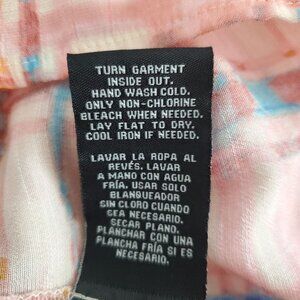 TURN GARMENT
INSIDE OUT.
HAND WASH COLD.
ONLY NON-CHLORINE
BLEACH WHEN NEEDED.
LAY FLAT TO DRY.
COOL IRON IF NEEDED.
LAVAR LA ROPA AL
REVÉS. LAVAR
A MANO CON AGUA
FRÍA. USAR SOLO
BLANQUEADOR
SIN CLORO CUANDO
SEA NECESARIO.
SECAR PLANO.
PLANCHAR CON UNA
PLANCHA FRÍA SI ES
NECESARIO.